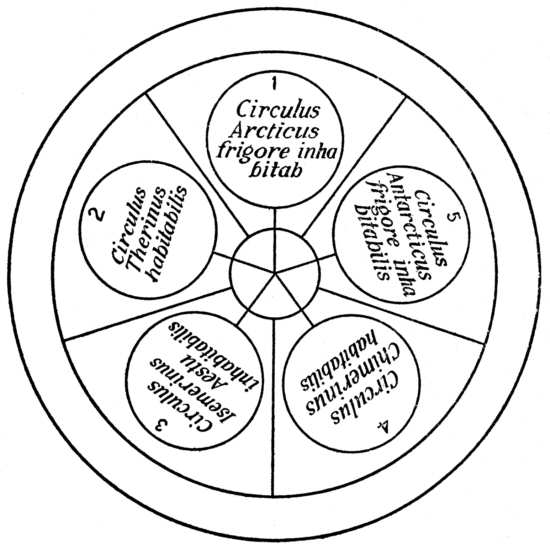 1
Circulus
Arcticus
frigore inha
bitab
2
Circulus
Therinus
habitabilis
3
Circulus
Isemerinus
Aestu
inhabitabilis
4
Circulus
Chimerinus
habitabilis
5
Circulus
Antarcticus
frigore inha
bitabilis